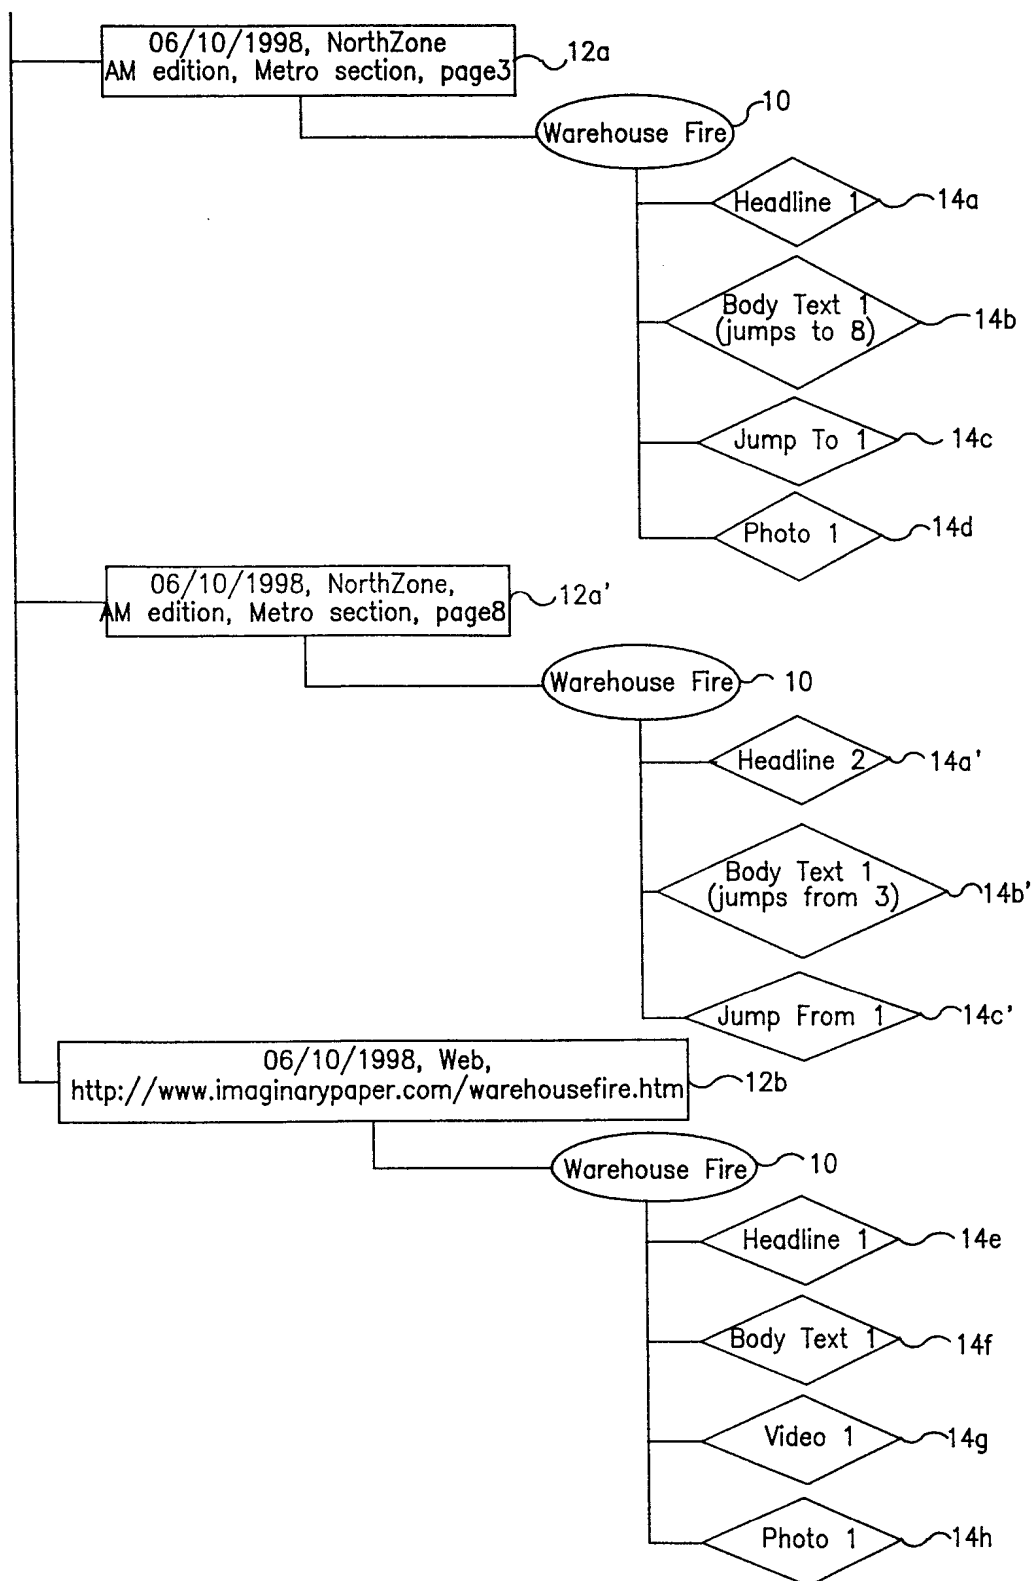 06/10/1998, NorthZone
AM edition, Metro section, page3
12a
Warehouse Fire
10
Headline 1
14a
Body Text 1
(jumps to 8)
14b
Jump To 1
14c
Photo 1
14d
06/10/1998, NorthZone,
AM edition, Metro section, page8
12a'
Warehouse Fire
10
Headline 2
14a'
Body Text 1
(jumps from 3)
14b'
Jump From 1
14c'
06/10/1998, Web,
http://www.imaginarypaper.com/warehousefire.htm
12b
Warehouse Fire
10
Headline 1
14e
Body Text 1
14f
Video 1
14g
Photo 1
14h